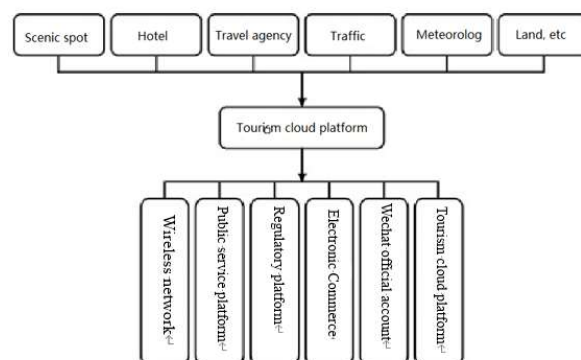 Scenic spot
Hotel
Travel agency
Traffic
Meteorolog
Land, etc
Tourism cloud platform
Wireless network
Public service platform
Regulatory platform
Electronic Commerce
Wechat official account
Tourism cloud platform